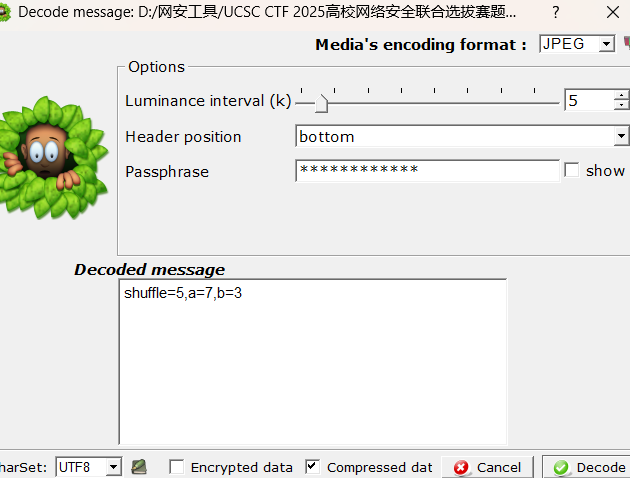 Decode message: D:/网安工具/UCSC CTF 2025高校网络安全联合选拔赛题...
Media's encoding format : JPEG
Options
Luminance interval (k) 5
Header position bottom
Passphrase ************ show
Decoded message
shuffle=5,a=7,b=3
harSet: UTF8 Encrypted data Compressed dat Cancel Decode